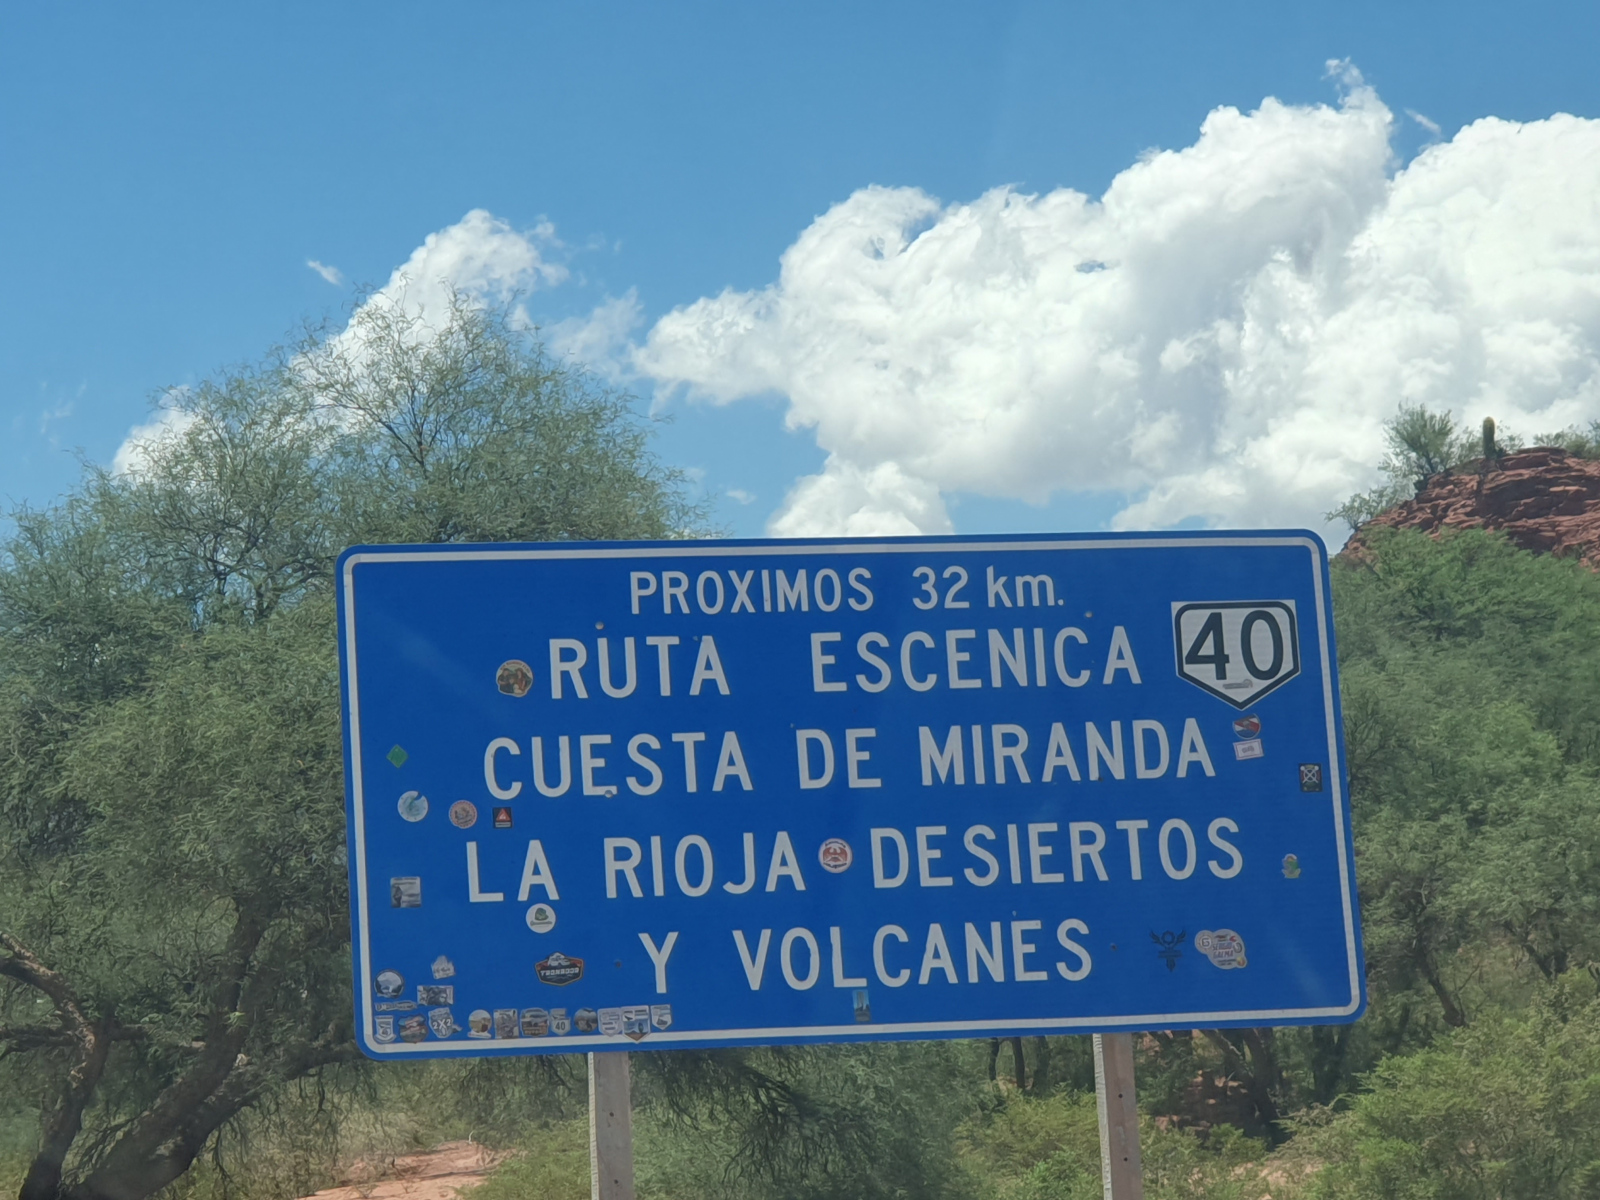 PROXIMOS 32 km.
RUTA ESCENICA
40
CUESTA DE MIRANDA
LA RIOJA DESIERTOS
Y VOLCANES